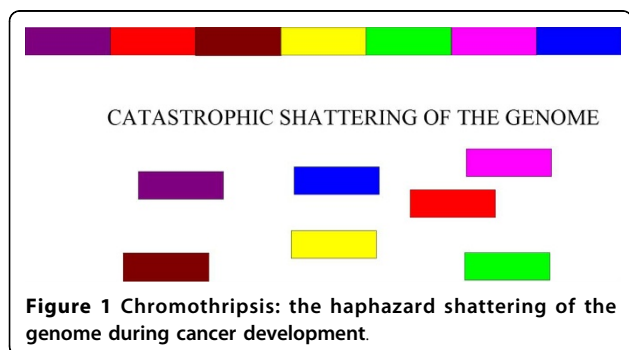 CATASTROPHIC SHATTERING OF THE GENOME
Figure 1 Chromothripsis: the haphazard shattering of the
genome during cancer development.